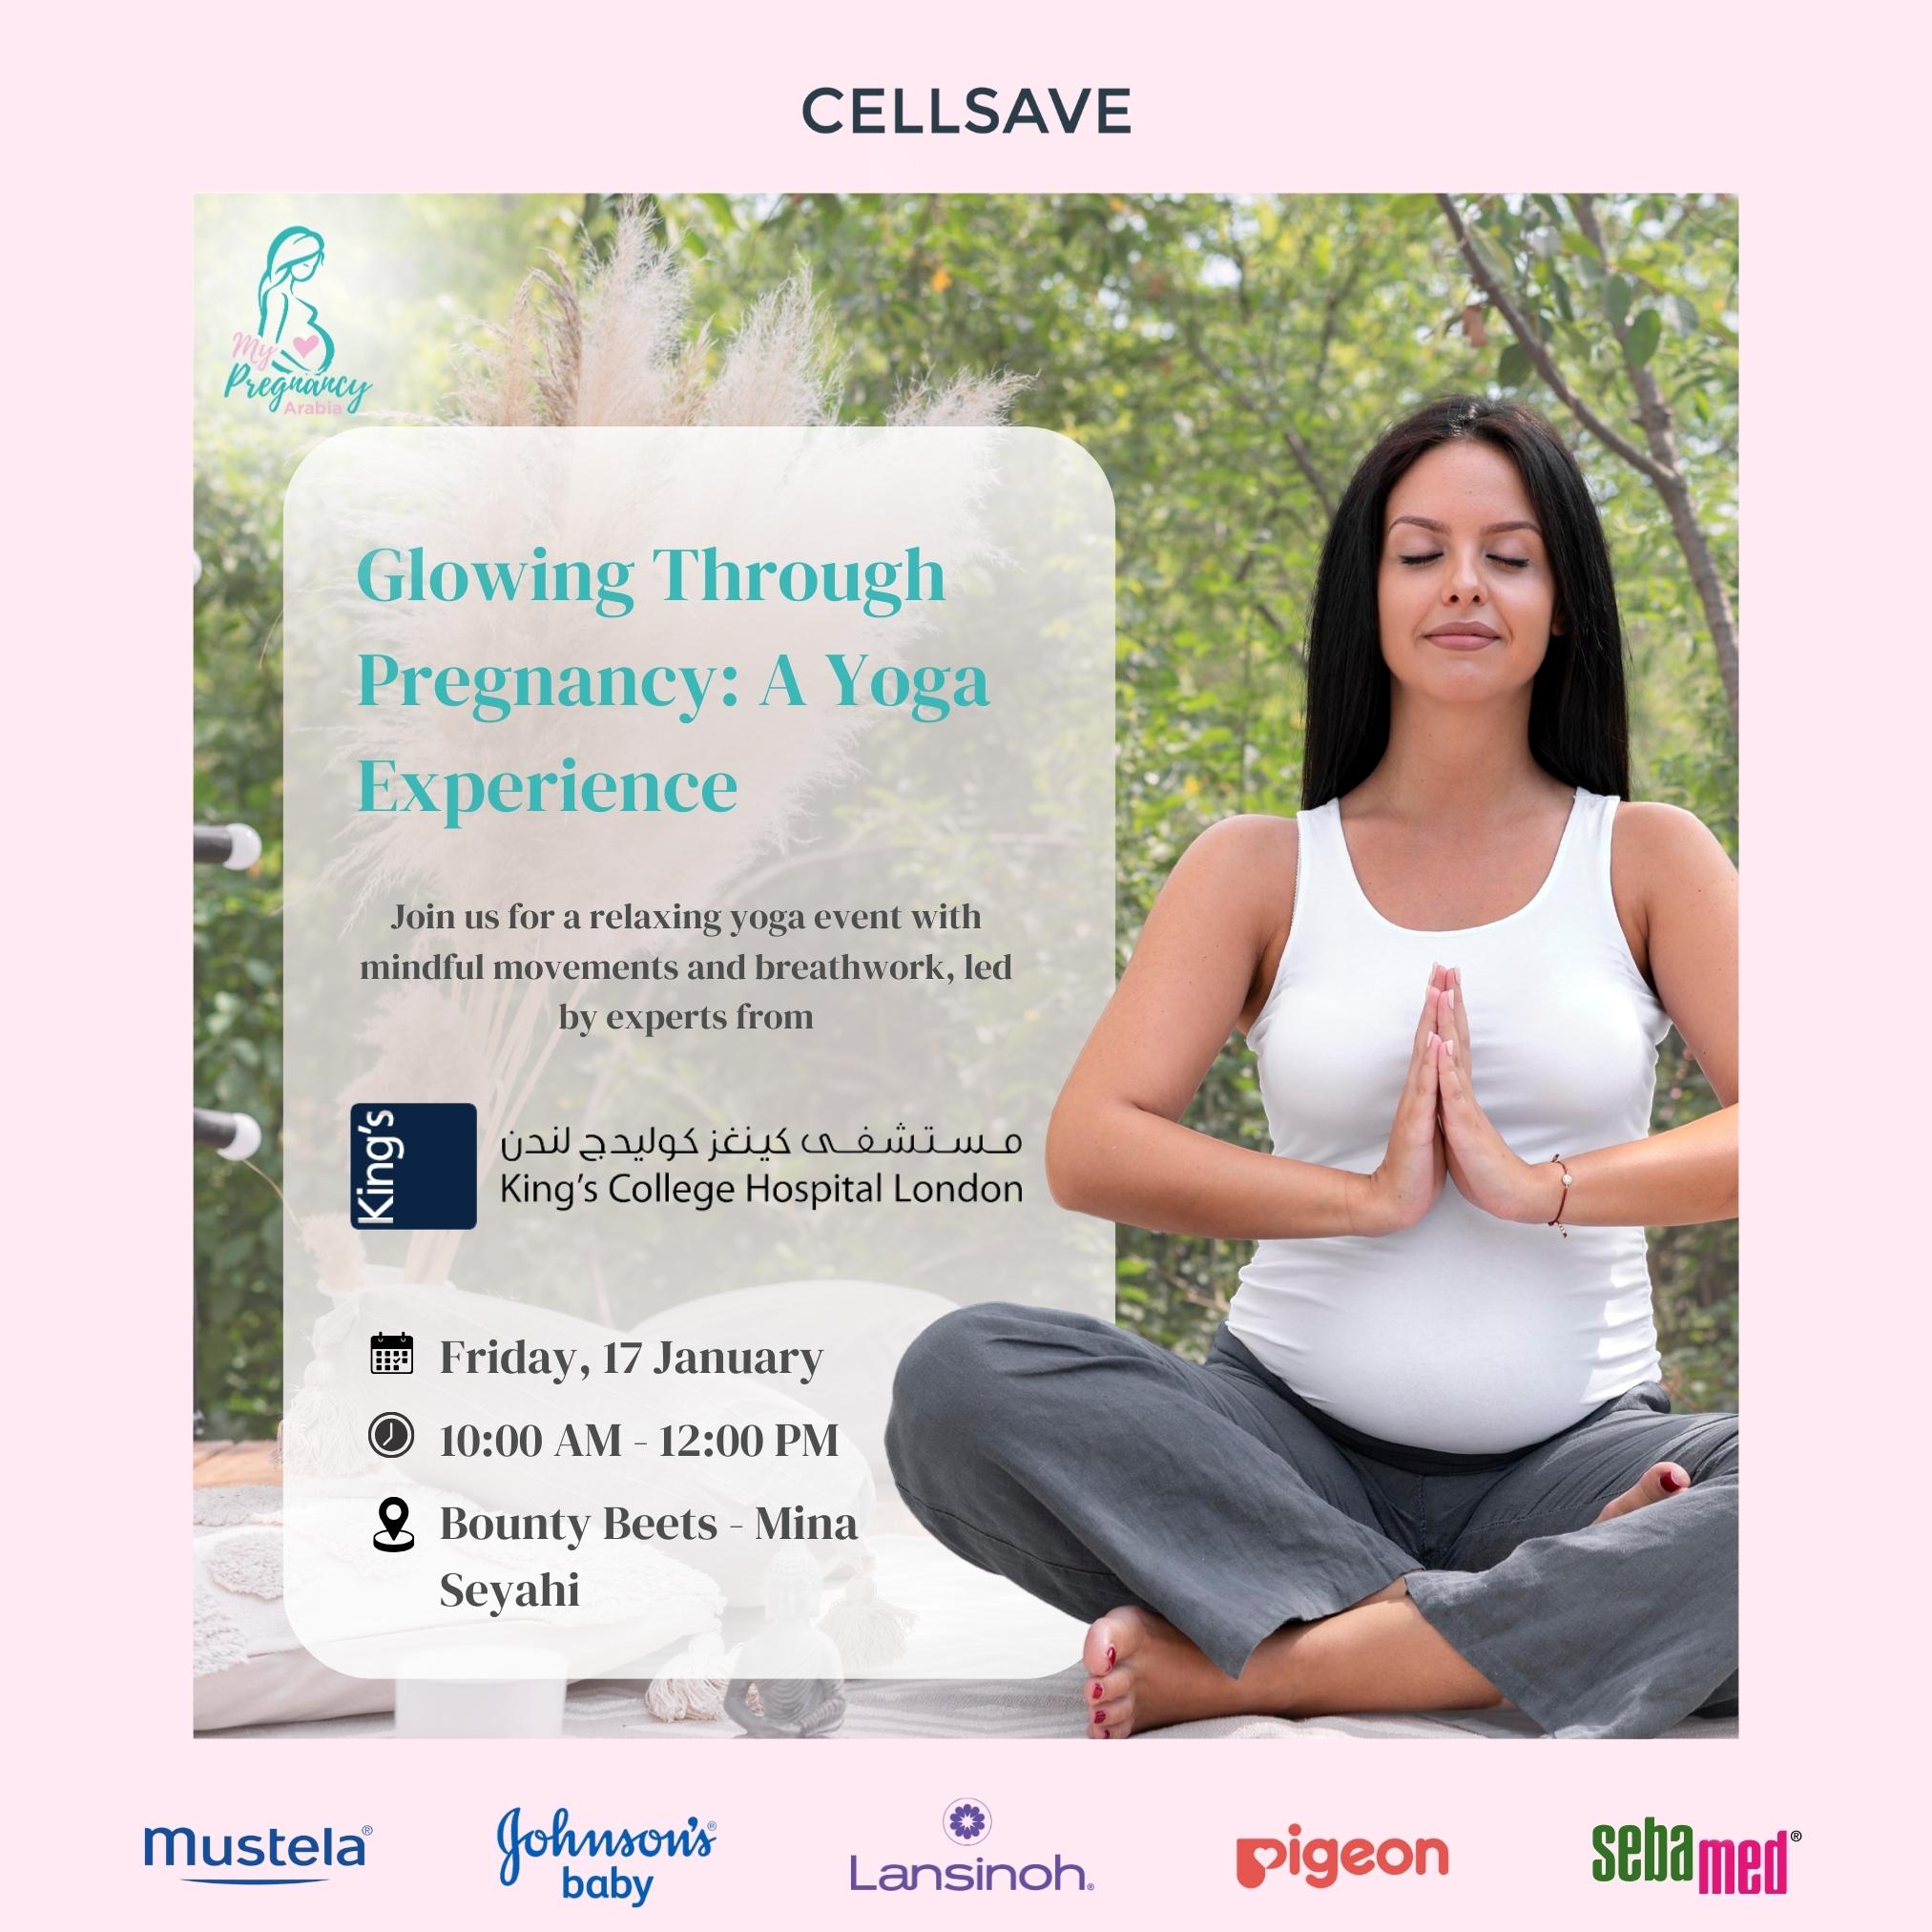 CELLSAVE
My
Pregnancy
Arabia
Glowing Through
Pregnancy: A Yoga
Experience
Join us for a relaxing yoga event with
mindful movements and breathwork, led
by experts from
King's
مستشفى كينغز كوليدج لندن
King's College Hospital London
Friday, 17 January
10:00 AM - 12:00 PM
Bounty Beets - Mina
Seyahi
mustela®
Johnson's®
baby
Lansinoh®
pigeon
sebamed®